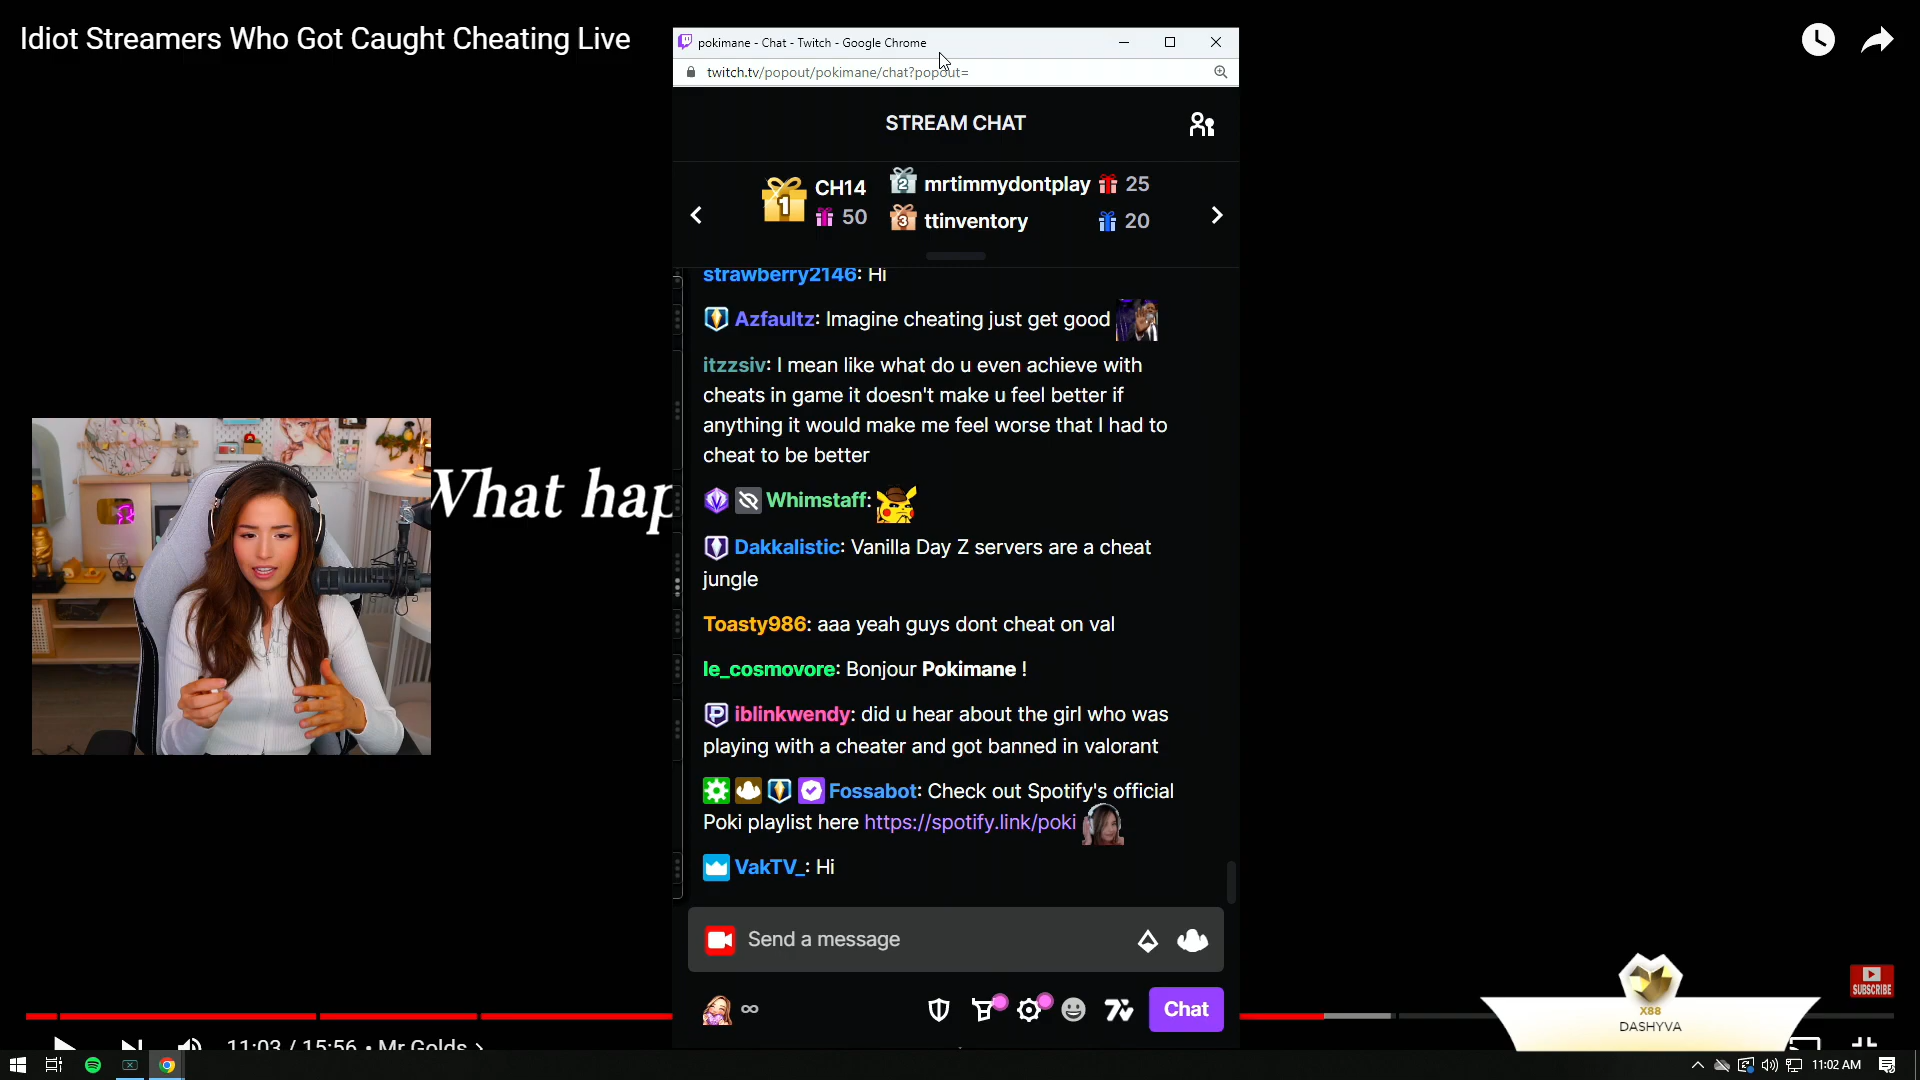 Idiot Streamers Who Got Caught Cheating Live
pokimane - Chat - Twitch - Google Chrome
twitch.tv/popout/pokimane/chat?popout=
STREAM CHAT
1 CH14 50
2 mrtimmydontplay 25
3 ttinventory 20
strawberry2146: Hi
Azfaultz: Imagine cheating just get good
itzzsiv: I mean like what do u even achieve with
cheats in game it doesn't make u feel better if
anything it would make me feel worse that I had to
cheat to be better
Whimstaff:
What hap
Dakkalistic: Vanilla Day Z servers are a cheat
jungle
Toasty986: aaa yeah guys dont cheat on val
le_cosmovore: Bonjour Pokimane !
iblinkwendy: did u hear about the girl who was
playing with a cheater and got banned in valorant
Fossabot: Check out Spotify's official
Poki playlist here https://spotify.link/poki
VakTV_: Hi
Send a message
∞
Chat
SUBSCRIBE
X88
DASHYVA
11:03 / 15:56 • Mr Golds >
11:02 AM